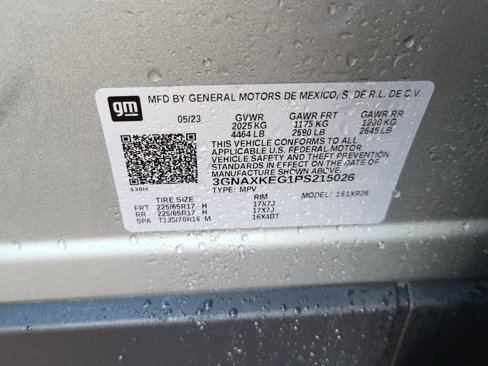 gm
MFD BY GENERAL MOTORS DE MEXICO, S. DE R.L. DE C.V.
05/23 GVWR GAWR FRT GAWR RR
2025 KG 1175 KG 1200 KG
4464 LB 2590 LB 2645 LB
THIS VEHICLE CONFORMS TO ALL
APPLICABLE U.S. FEDERAL MOTOR
VEHICLE SAFETY AND THEFT PREVENTION
STANDARDS IN EFFECT ON THE DATE OF
MANUFACTURE SHOWN ABOVE.
3GNAXKEG1PS215026
TYPE: MPV MODEL: 161XR26
TIRE SIZE RIM
FRT 225/65R17 H 17X7J
RR 225/65R17 H 17X7J
SPA T135/70R16 M 16X4BT